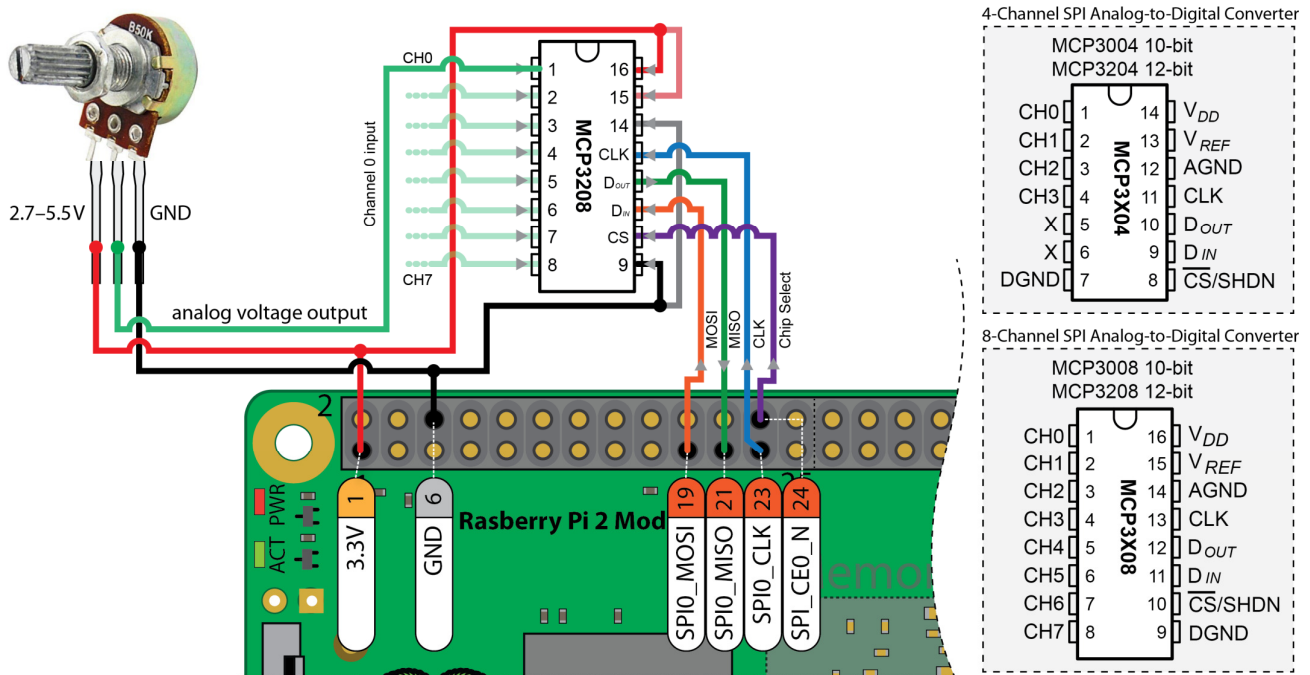 B50K
2.7–5.5V
GND
analog voltage output
Channel 0 input
CH0
CH7
1
2
3
4
5
6
7
8
MCP3208
16
15
14
CLK
DOUT
DIN
CS
9
MOSI
MISO
CLK
Chip Select
2
PWR
ACT
1 3.3V
6 GND
Rasberry Pi 2 Mod
19 SPI0_MOSI
21 SPI0_MISO
23 SPI0_CLK
24 SPI_CE0_N
4-Channel SPI Analog-to-Digital Converter
MCP3004 10-bit
MCP3204 12-bit
CH0 1 14 VDD
CH1 2 13 VREF
CH2 3 12 AGND
CH3 4 11 CLK
X 5 10 DOUT
X 6 9 DIN
DGND 7 8 C̅S̅/SHDN
MCP3X04
8-Channel SPI Analog-to-Digital Converter
MCP3008 10-bit
MCP3208 12-bit
CH0 1 16 VDD
CH1 2 15 VREF
CH2 3 14 AGND
CH3 4 13 CLK
CH4 5 12 DOUT
CH5 6 11 DIN
CH6 7 10 C̅S̅/SHDN
CH7 8 9 DGND
MCP3X08